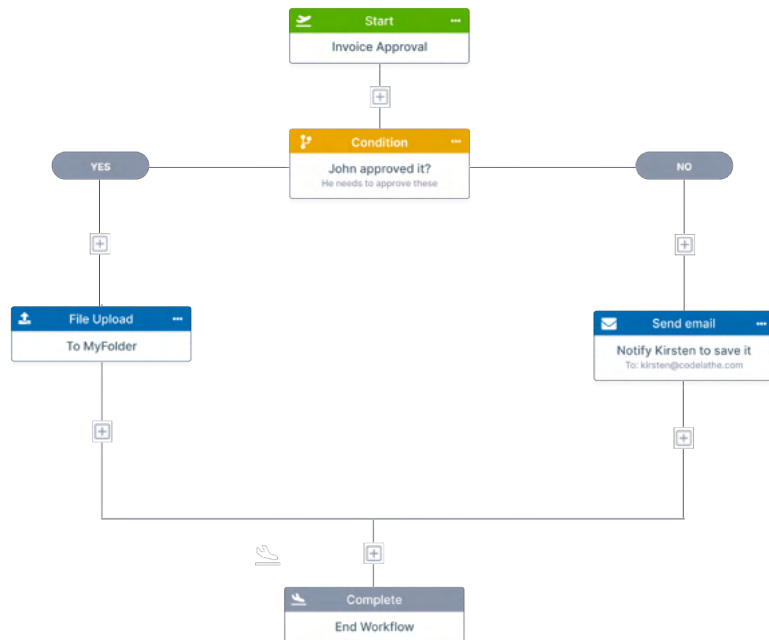 Start
Invoice Approval
Condition
John approved it?
He needs to approve these
YES
NO
File Upload
To MyFolder
Send email
Notify Kirsten to save it
To: kirsten@codelathe.com
Complete
End Workflow